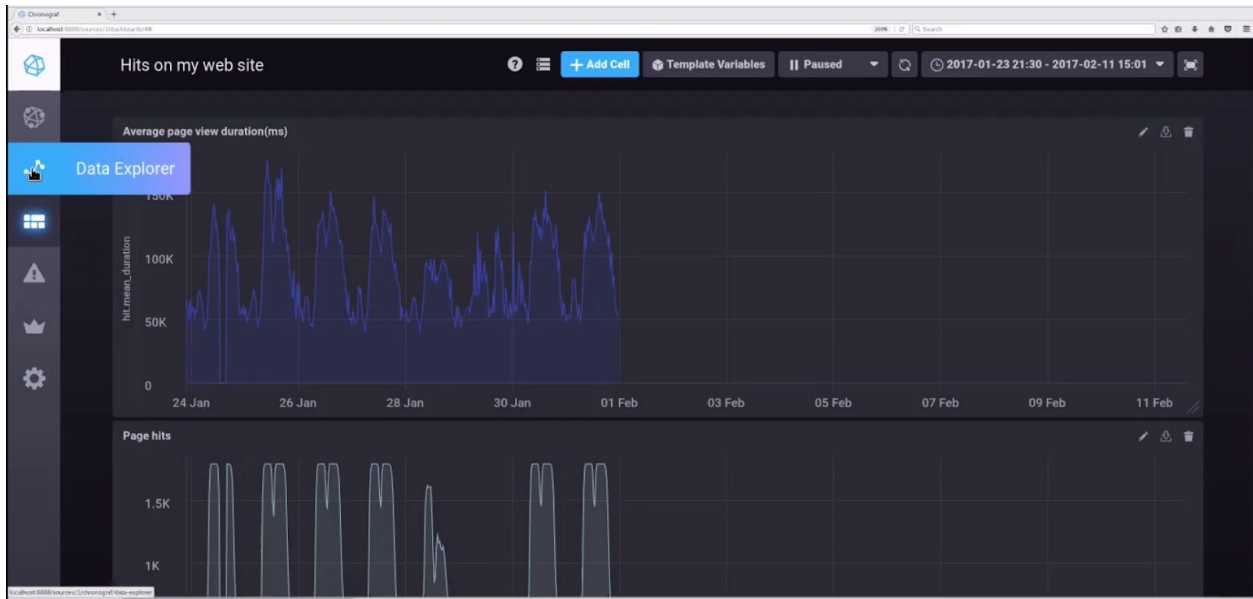 Chronograf
localhost:8888/sources/1/dashboards/48
300%
Search
Hits on my web site
? + Add Cell Template Variables Paused 2017-01-23 21:30 - 2017-02-11 15:01
Average page view duration(ms)
Data Explorer
150K
100K
50K
0
hit.mean_duration
24 Jan 26 Jan 28 Jan 30 Jan 01 Feb 03 Feb 05 Feb 07 Feb 09 Feb 11 Feb
Page hits
1.5K
1K
localhost:8888/sources/1/chronograf/data-explorer